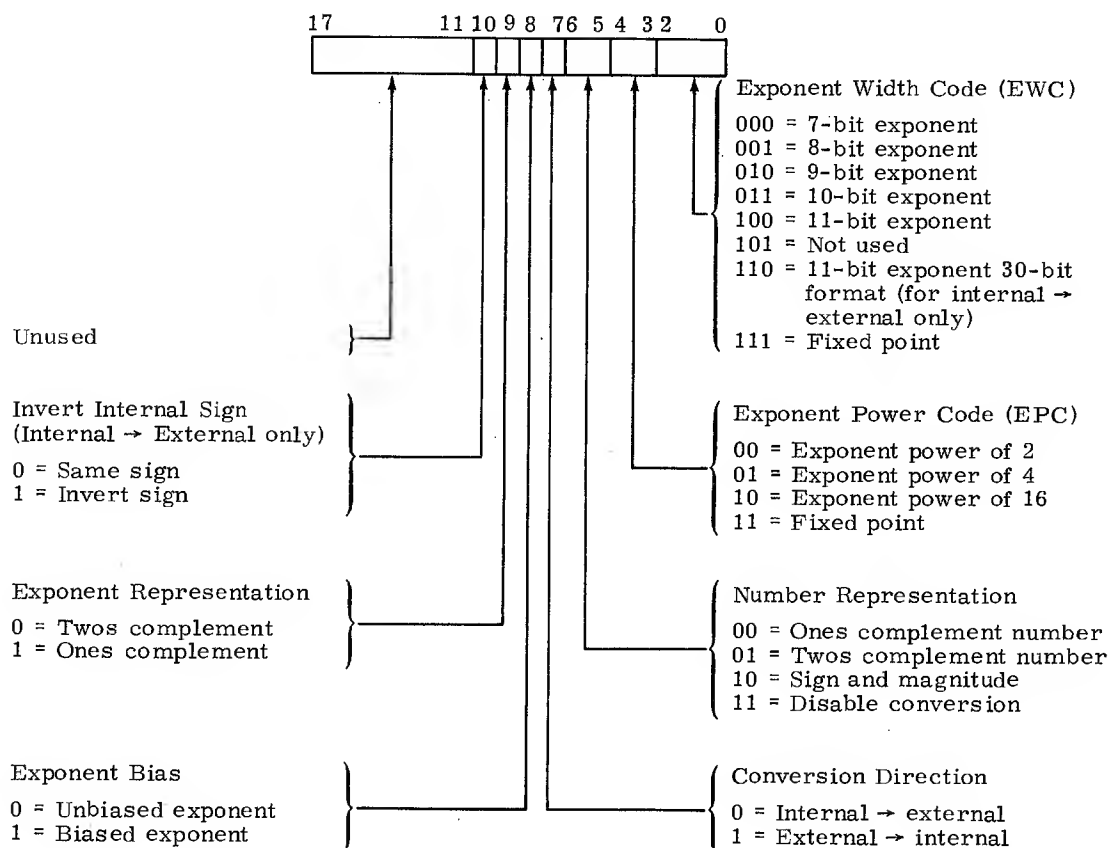 17 11 10 9 8 76 5 4 32 0
Exponent Width Code (EWC)
000 = 7-bit exponent
001 = 8-bit exponent
010 = 9-bit exponent
011 = 10-bit exponent
100 = 11-bit exponent
101 = Not used
110 = 11-bit exponent 30-bit
format (for internal →
external only)
111 = Fixed point
Unused
Invert Internal Sign
(Internal → External only)
0 = Same sign
1 = Invert sign
Exponent Power Code (EPC)
00 = Exponent power of 2
01 = Exponent power of 4
10 = Exponent power of 16
11 = Fixed point
Exponent Representation
0 = Twos complement
1 = Ones complement
Number Representation
00 = Ones complement number
01 = Twos complement number
10 = Sign and magnitude
11 = Disable conversion
Exponent Bias
0 = Unbiased exponent
1 = Biased exponent
Conversion Direction
0 = Internal → external
1 = External → internal